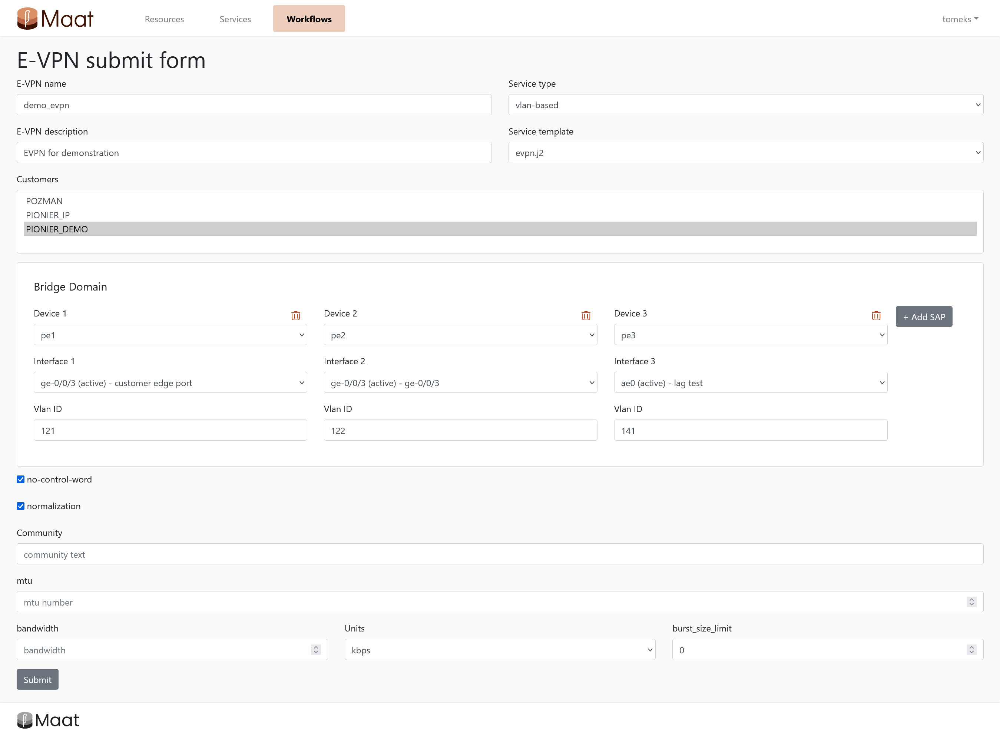 Maat Resources Services Workflows tomeks
E-VPN submit form
E-VPN name Service type
demo_evpn vlan-based
E-VPN description Service template
EVPN for demonstration evpn.j2
Customers
POZMAN
PIONIER_IP
PIONIER_DEMO
Bridge Domain
Device 1 Device 2 Device 3 + Add SAP
pe1 pe2 pe3
Interface 1 Interface 2 Interface 3
ge-0/0/3 (active) - customer edge port ge-0/0/3 (active) - ge-0/0/3 ae0 (active) - lag test
Vlan ID Vlan ID Vlan ID
121 122 141
no-control-word
normalization
Community
community text
mtu
mtu number
bandwidth Units burst_size_limit
bandwidth kbps 0
Submit
Maat